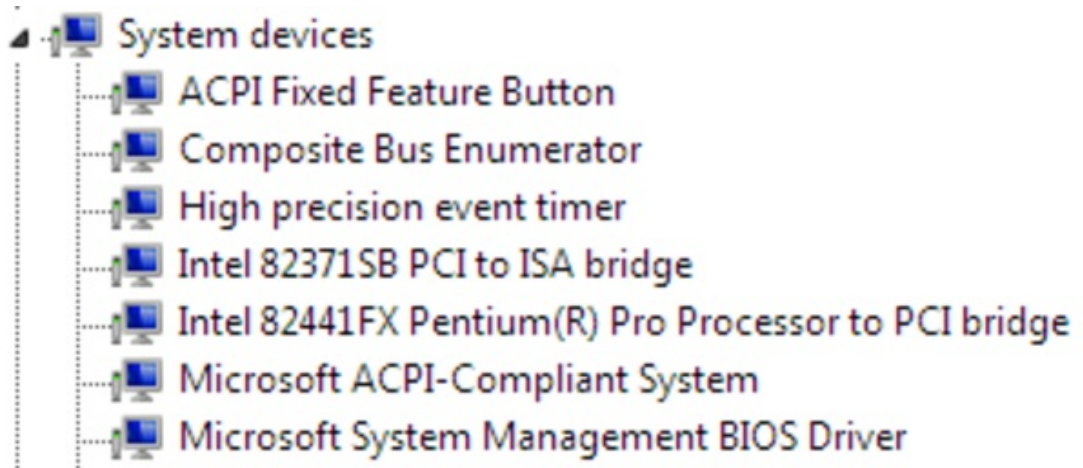 System devices
ACPI Fixed Feature Button
Composite Bus Enumerator
High precision event timer
Intel 82371SB PCI to ISA bridge
Intel 82441FX Pentium(R) Pro Processor to PCI bridge
Microsoft ACPI-Compliant System
Microsoft System Management BIOS Driver